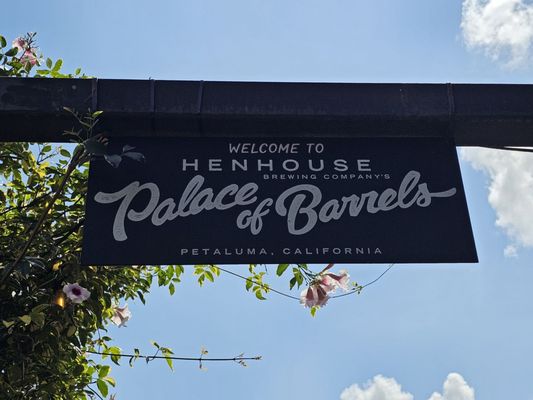 WELCOME TO
HENHOUSE
BREWING COMPANY'S
Palace of Barrels
PETALUMA, CALIFORNIA